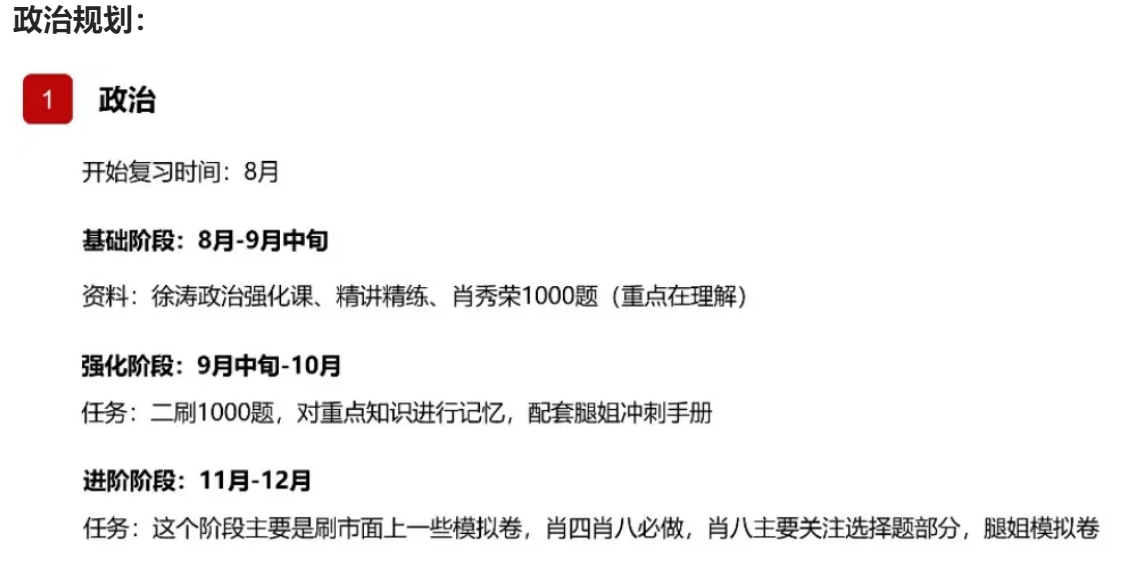 政治规划：
1 政治
开始复习时间：8月
基础阶段：8月-9月中旬
资料：徐涛政治强化课、精讲精练、肖秀荣1000题（重点在理解）
强化阶段：9月中旬-10月
任务：二刷1000题，对重点知识进行记忆，配套腿姐冲刺手册
进阶阶段：11月-12月
任务：这个阶段主要是刷市面上一些模拟卷，肖四肖八必做，肖八主要关注选择题部分，腿姐模拟卷